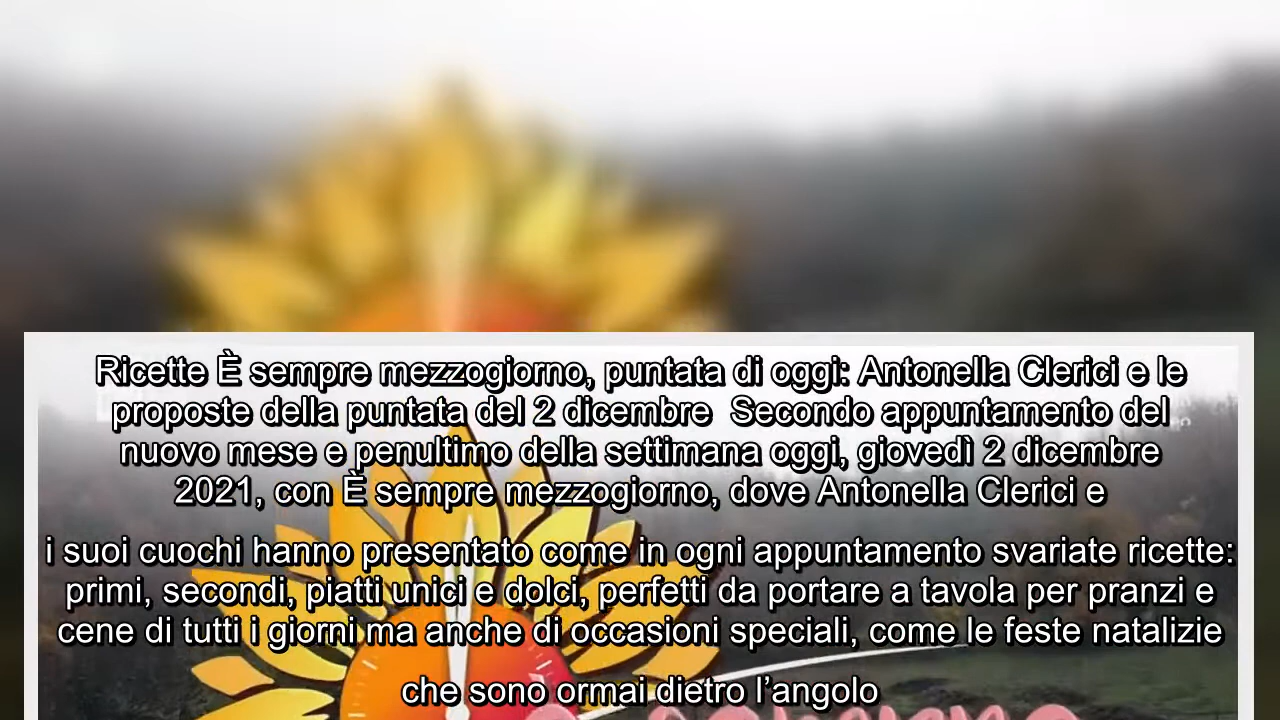 Ricette È sempre mezzogiorno, puntata di oggi: Antonella Clerici e le
proposte della puntata del 2 dicembre  Secondo appuntamento del
nuovo mese e penultimo della settimana oggi, giovedì 2 dicembre
2021, con È sempre mezzogiorno, dove Antonella Clerici e
i suoi cuochi hanno presentato come in ogni appuntamento svariate ricette:
primi, secondi, piatti unici e dolci, perfetti da portare a tavola per pranzi e
cene di tutti i giorni ma anche di occasioni speciali, come le feste natalizie
che sono ormai dietro l’angolo